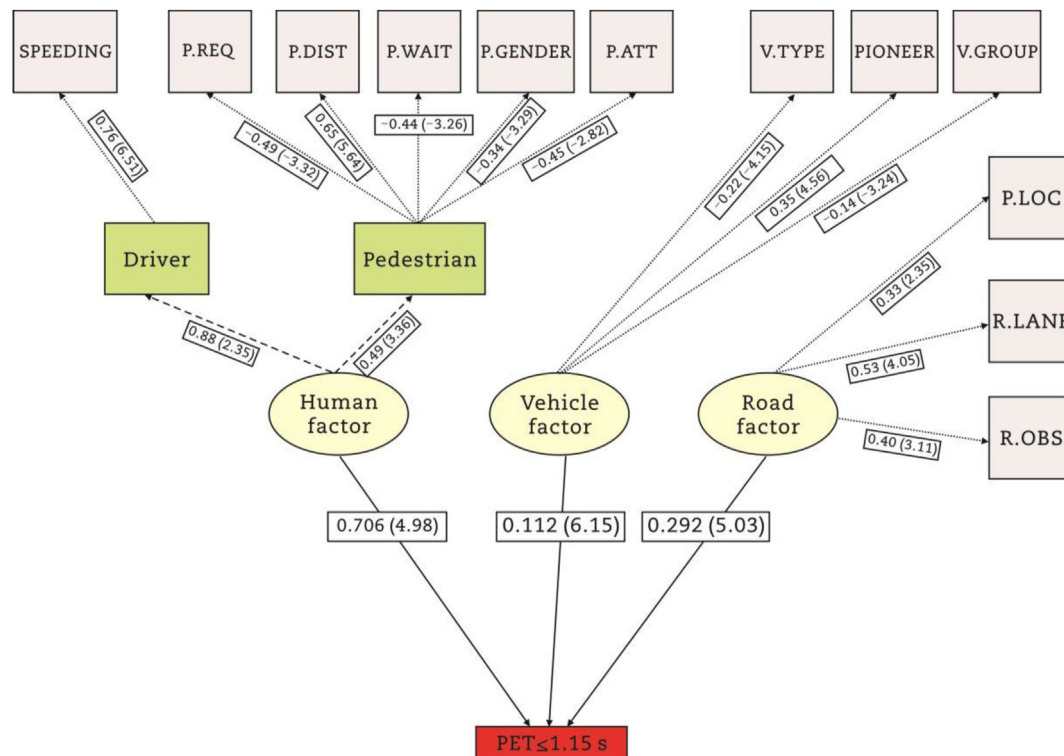 SPEEDING
P.REQ
P.DIST
P.WAIT
P.GENDER
P.ATT
V.TYPE
PIONEER
V.GROUP
0.76 (6.51)
−0.49 (−3.32)
0.65 (5.64)
−0.44 (−3.26)
−0.34 (−3.29)
−0.45 (−2.82)
−0.22 (−4.15)
0.35 (4.56)
−0.14 (−3.24)
P.LOC
Driver
Pedestrian
0.33 (2.35)
R.LANE
0.88 (2.35)
0.49 (3.36)
0.53 (4.05)
Human
factor
Vehicle
factor
Road
factor
0.40 (3.11)
R.OBS
0.706 (4.98)
0.112 (6.15)
0.292 (5.03)
PET≤1.15 s